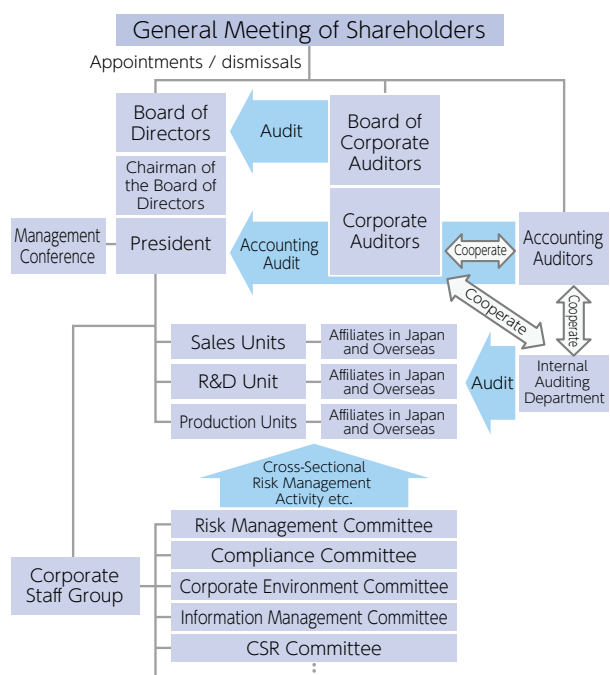 General Meeting of Shareholders
Appointments / dismissals
Board of
Directors
Audit
Board of
Corporate
Auditors
Chairman of
the Board of
Directors
Management
Conference
President
Accounting
Audit
Corporate
Auditors
Cooperate
Accounting
Auditors
Cooperate
Cooperate
Sales Units
Affiliates in Japan
and Overseas
R&D Unit
Affiliates in Japan
and Overseas
Audit
Internal
Auditing
Department
Production Units
Affiliates in Japan
and Overseas
Cross-Sectional
Risk Management
Activity etc.
Risk Management Committee
Compliance Committee
Corporate
Staff Group
Corporate Environment Committee
Information Management Committee
CSR Committee
⋮